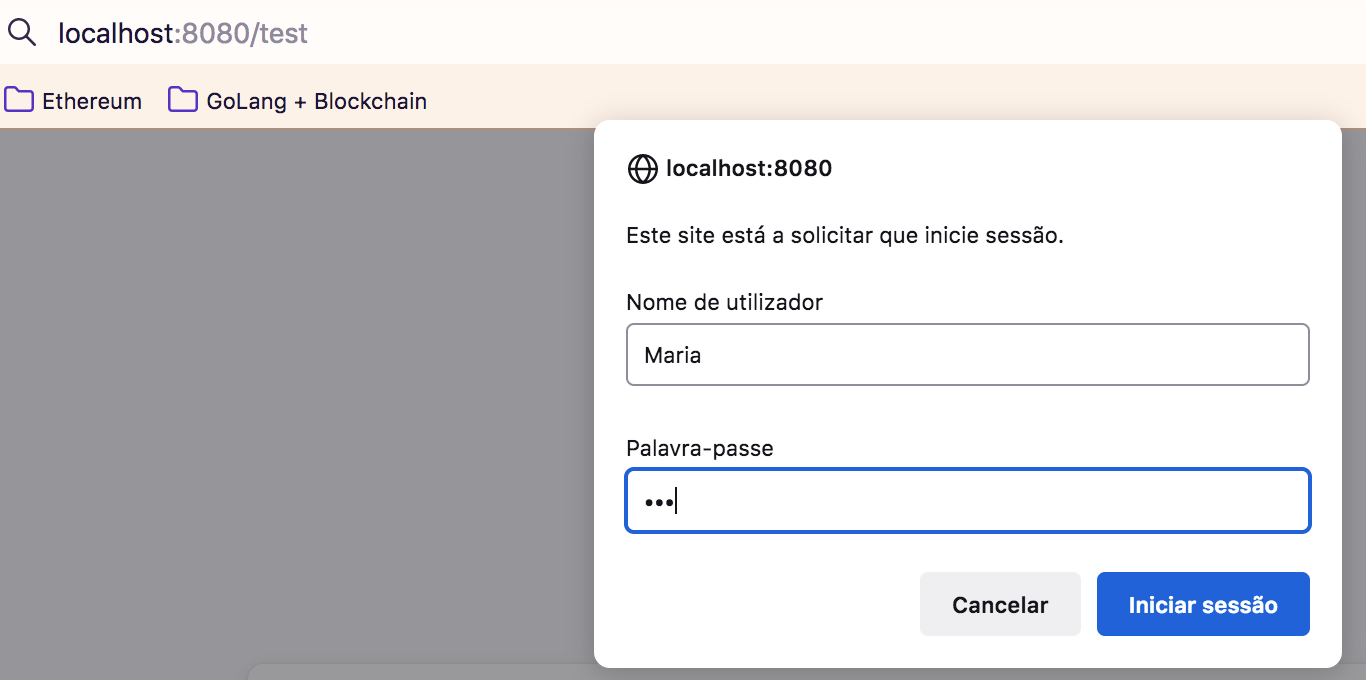 localhost:8080/test
Ethereum GoLang + Blockchain
localhost:8080
Este site está a solicitar que inicie sessão.
Nome de utilizador
Maria
Palavra-passe
•••
Cancelar Iniciar sessão